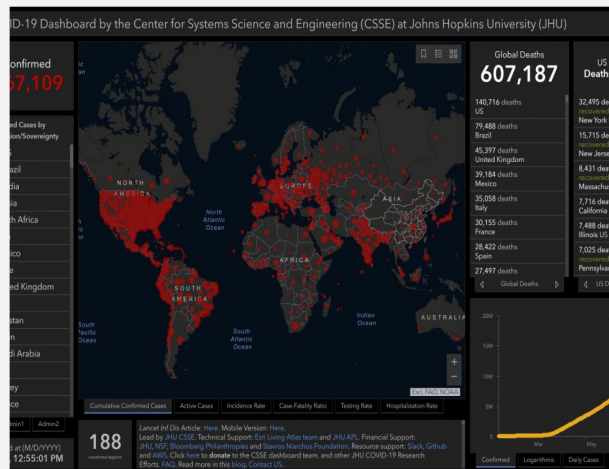 ID-19 Dashboard by the Center for Systems Science and Engineering (CSSE) at Johns Hopkins University (JHU)
onfirmed
67,109
ed Cases by
ion/Sovereignty
azil
dia
sia
th Africa
ico
ed Kingdom
stan
n
di Arabia
ey
ce
dmin1
Admin2
d at (M/D/YYYY)
12:55:01 PM
NORTH
AMERICA
EUROPE
ASIA
North
Atlantic
Ocean
AFRICA
SOUTH
AMERICA
Indian
Ocean
AUSTRALIA
South
Pacific
Ocean
South
Atlantic
Ocean
+
−
Esri, FAO, NOAA
Cumulative Confirmed Cases
Active Cases
Incidence Rate
Case-Fatality Ratio
Testing Rate
Hospitalization Rate
188
countries/regions
Lancet Inf Dis Article: Here. Mobile Version: Here.
Lead by JHU CSSE. Technical Support: Esri Living Atlas team and JHU APL. Financial Support:
JHU, NSF, Bloomberg Philanthropies and Stavros Niarchos Foundation. Resource support: Slack, Github
and AWS. Click here to donate to the CSSE dashboard team, and other JHU COVID-19 Research
Efforts. FAQ. Read more in this blog. Contact US.
Global Deaths
607,187
140,716 deaths
US
79,488 deaths
Brazil
45,397 deaths
United Kingdom
39,184 deaths
Mexico
35,058 deaths
Italy
30,155 deaths
France
28,422 deaths
Spain
27,497 deaths
Global Deaths
US
Death
32,495 de
recovered
New York
15,715 de
recovered
New Jerse
8,431 dea
recovered
Massachu
7,716 dea
California
7,488 dea
Illinois US
7,025 dea
recovered
Pennsylva
US D
20M
15M
10M
5M
0
Mar
May
Confirmed
Logarithmic
Daily Cases